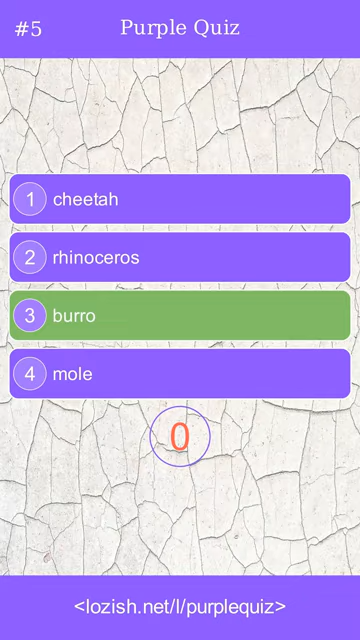 #5
Purple Quiz
1 cheetah
2 rhinoceros
3 burro
4 mole
0
<lozish.net/l/purplequiz>